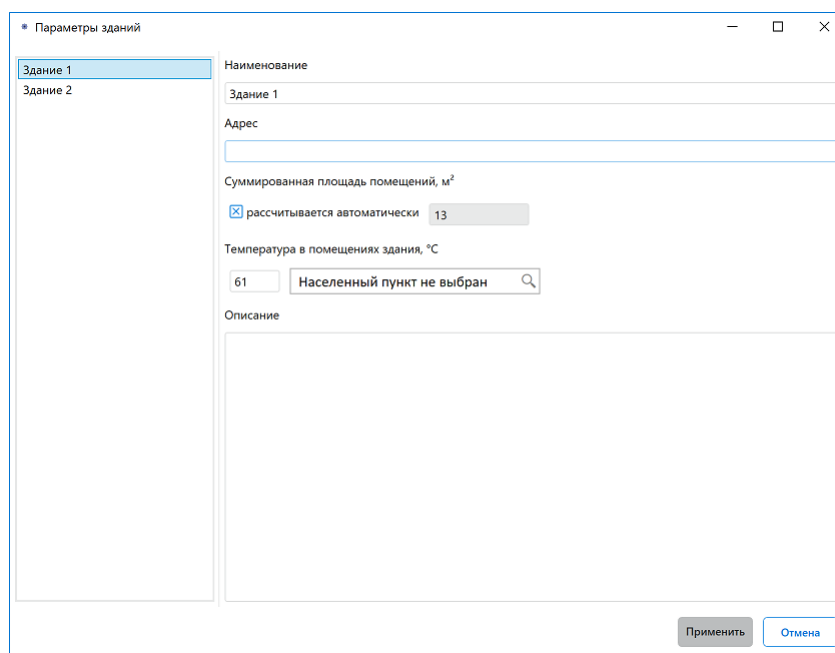 Параметры зданий
Здание 1
Здание 2
Наименование
Здание 1
Адрес
Суммированная площадь помещений, м²
рассчитывается автоматически 13
Температура в помещениях здания, °C
61 Населенный пункт не выбран
Описание
Применить Отмена